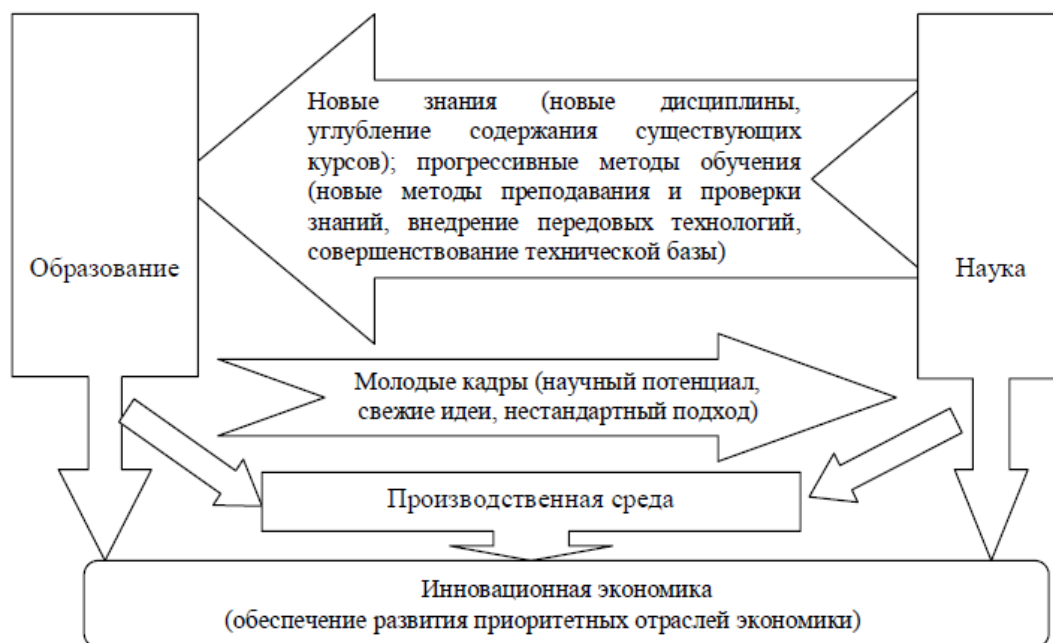 Новые знания (новые дисциплины,
углубление содержания существующих
курсов); прогрессивные методы обучения
(новые методы преподавания и проверки
знаний, внедрение передовых технологий,
совершенствование технической базы)
Образование
Наука
Молодые кадры (научный потенциал,
свежие идеи, нестандартный подход)
Производственная среда
Инновационная экономика
(обеспечение развития приоритетных отраслей экономики)